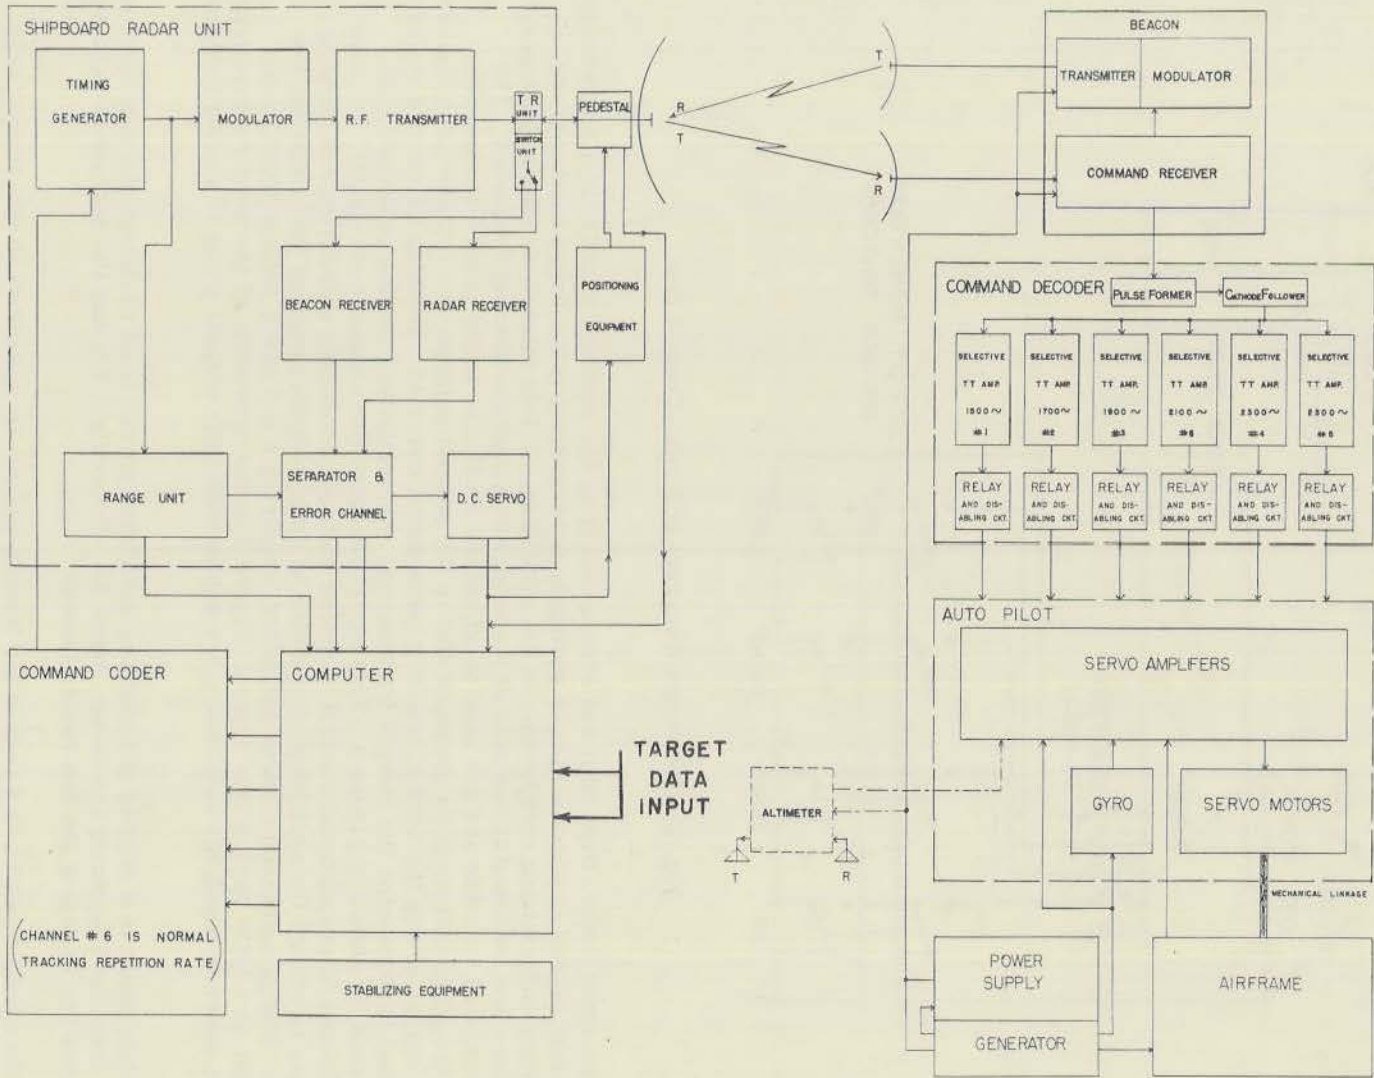 SHIPBOARD RADAR UNIT
TIMING
GENERATOR
MODULATOR
R.F. TRANSMITTER
T R
UNIT
SWITCH
UNIT
PEDESTAL
R
T
T
R
BEACON
TRANSMITTER
MODULATOR
COMMAND RECEIVER
BEACON RECEIVER
RADAR RECEIVER
POSITIONING
EQUIPMENT
COMMAND DECODER
PULSE FORMER
CATHODE FOLLOWER
SELECTIVE
TT AMP.
1500~
#1
SELECTIVE
TT AMP.
1700~
#2
SELECTIVE
TT AMP.
1900~
#3
SELECTIVE
TT AMP.
2100~
SELECTIVE
TT AMP.
2300~
#4
SELECTIVE
TT AMP.
2500~
RELAY
AND DIS-
ABLING CKT.
RELAY
AND DIS-
ABLING CKT.
RELAY
AND DIS-
ABLING CKT.
RELAY
AND DIS-
ABLING CKT.
RELAY
AND DIS-
ABLING CKT.
RELAY
AND DIS-
ABLING CKT.
RANGE UNIT
SEPARATOR &
ERROR CHANNEL
D.C. SERVO
AUTO PILOT
SERVO AMPLIFERS
COMMAND CODER
COMPUTER
TARGET
DATA
INPUT
ALTIMETER
T
R
GYRO
SERVO MOTORS
MECHANICAL LINKAGE
(CHANNEL #6 IS NORMAL
TRACKING REPETITION RATE)
STABILIZING EQUIPMENT
POWER
SUPPLY
GENERATOR
AIRFRAME